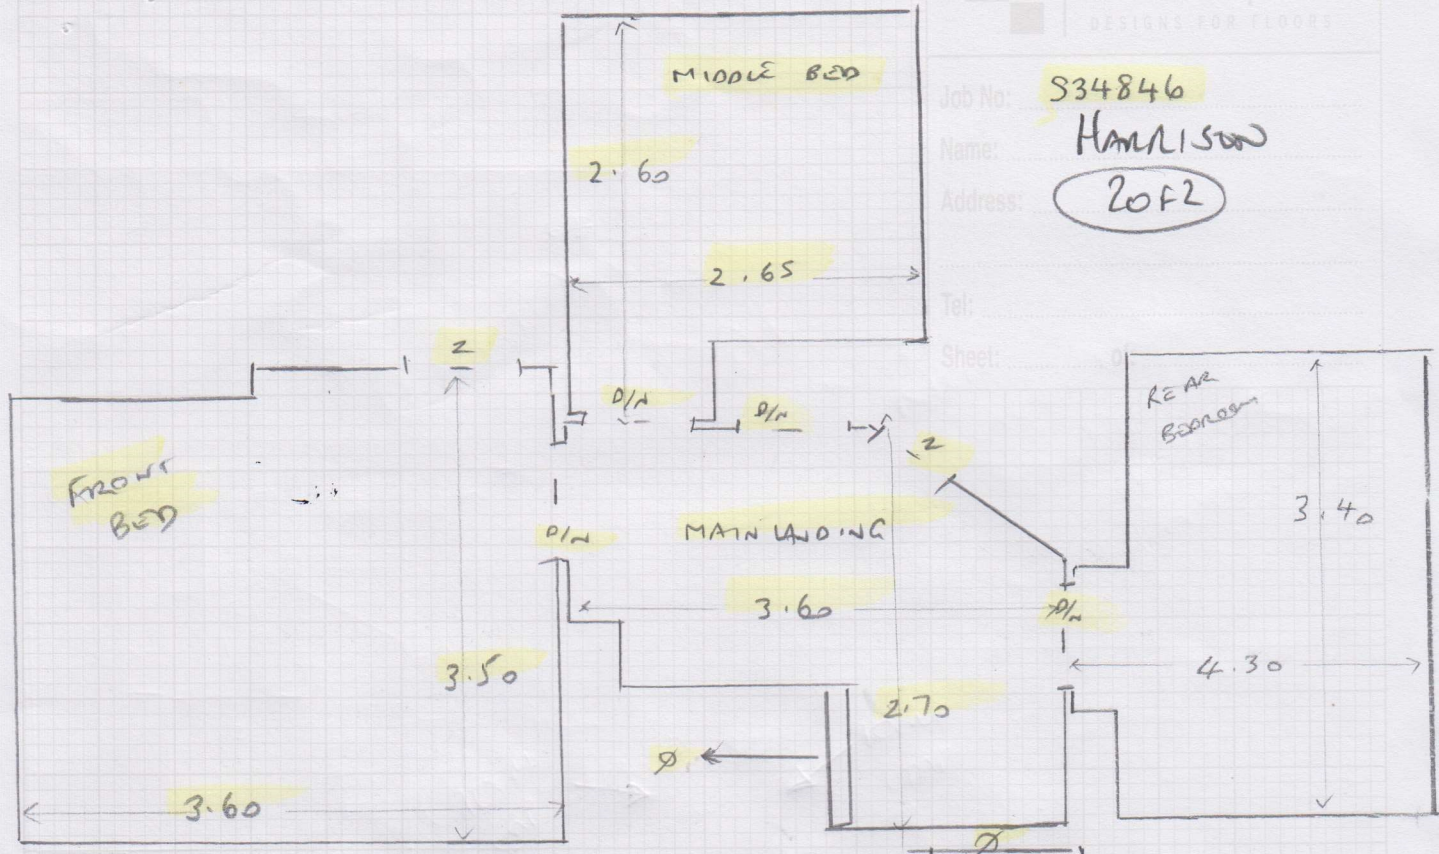 DESIGNS FOR FLOORS
Job No: S34846
Name: HARRISON
Address: 2 OF 2
Tel:
Sheet: of:
MIDDLE BED
2.60
2.65
Z
P/N
P/N
Z
REAR
BEDROOM
3.40
FRONT
BED
P/N
MAIN LANDING
3.60
P/N
4.30
3.50
2.70
Ø
3.60
Ø